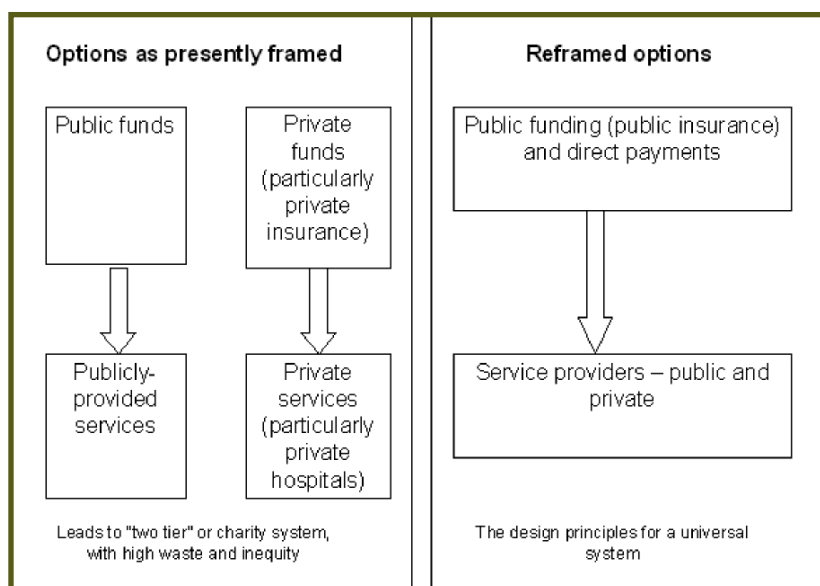 Options as presently framed
Public funds
Private
funds
(particularly
private
insurance)
Publicly-
provided
services
Private
services
(particularly
private
hospitals)
Leads to "two tier" or charity system,
with high waste and inequity
Reframed options
Public funding (public insurance)
and direct payments
Service providers – public and
private
The design principles for a universal
system